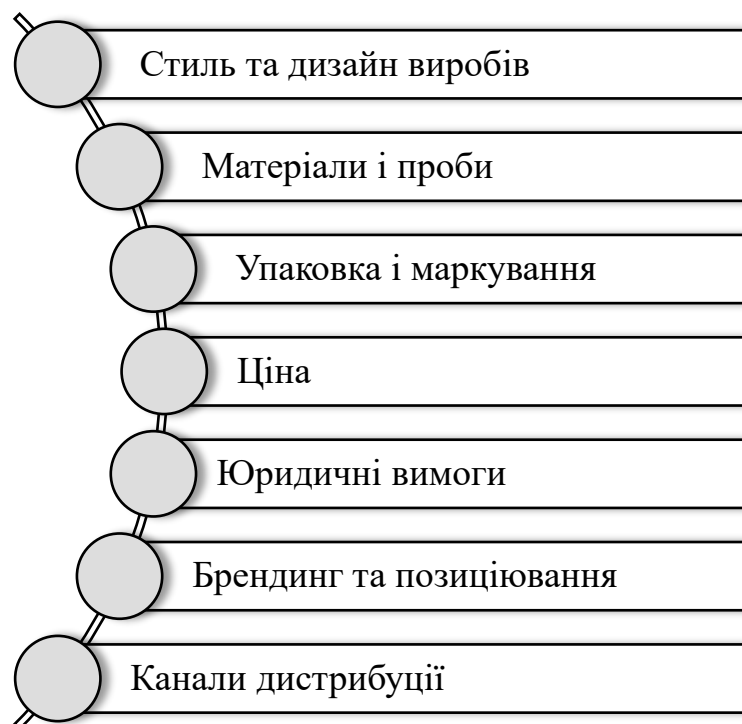 Стиль та дизайн виробів
Матеріали і проби
Упаковка і маркування
Ціна
Юридичні вимоги
Брендинг та позиціювання
Канали дистрибуції